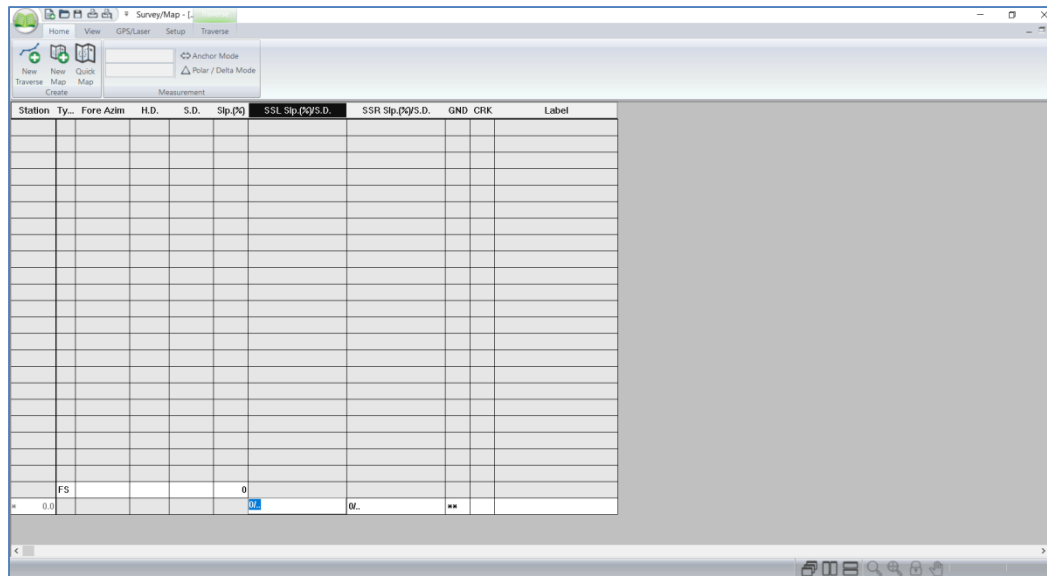 Survey/Map - [.
Home View GPS/Laser Setup Traverse
New Traverse
New Map
Quick Map
Anchor Mode
Polar / Delta Mode
Create Measurement
Station Ty... Fore Azim H.D. S.D. Slp.(%) SSL Slp.(%)/S.D. SSR Slp.(%)/S.D. GND CRK Label
FS 0
* 0.0 0/.. 0/.. **